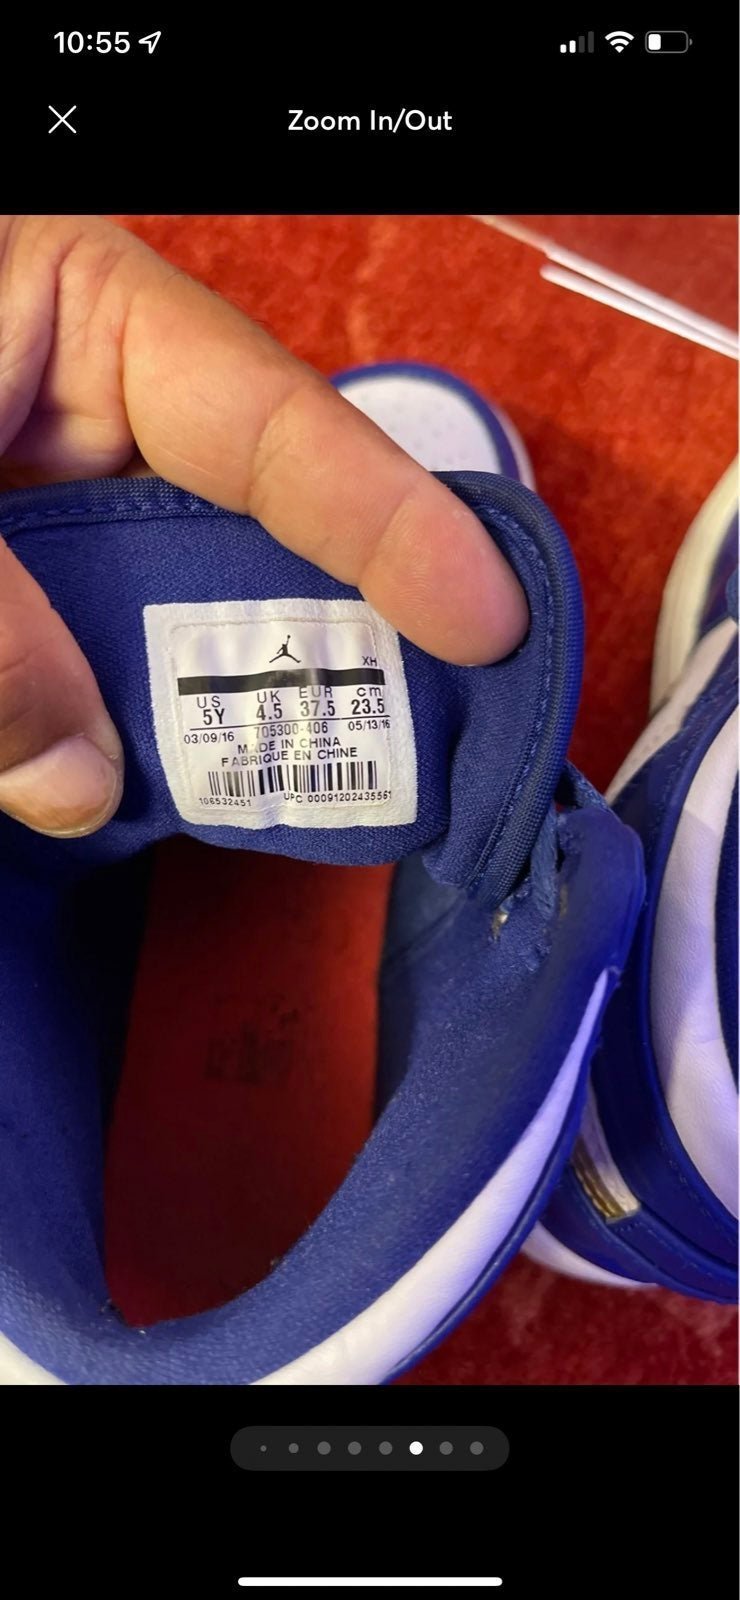 10:55
Zoom In/Out
XH
US UK EUR cm
5Y 4.5 37.5 23.5
03/09/16 705300-406 05/13/16
MADE IN CHINA
FABRIQUE EN CHINE
106532451 UPC 00091202435561